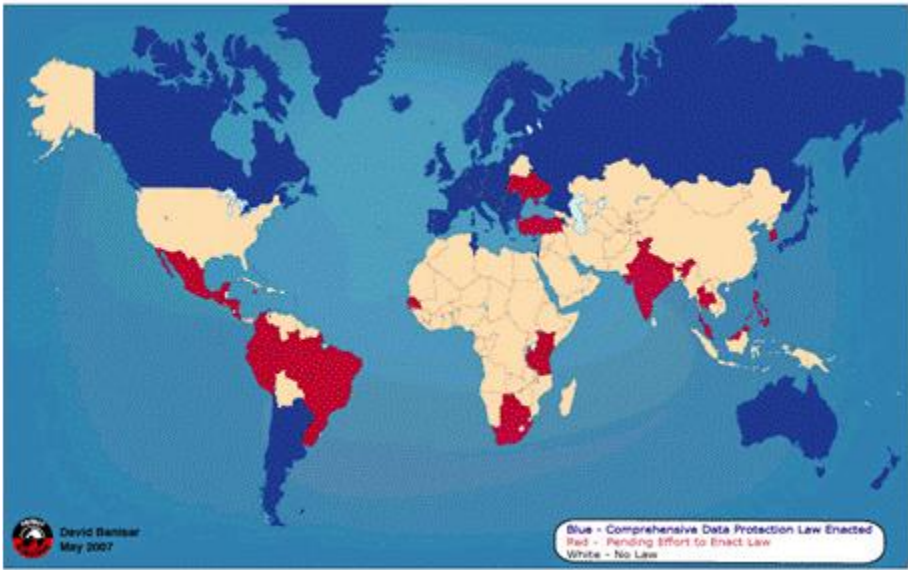 David Banisar
May 2007
Blue - Comprehensive Data Protection Law Enacted
Red - Pending Effort to Enact Law
White - No Law